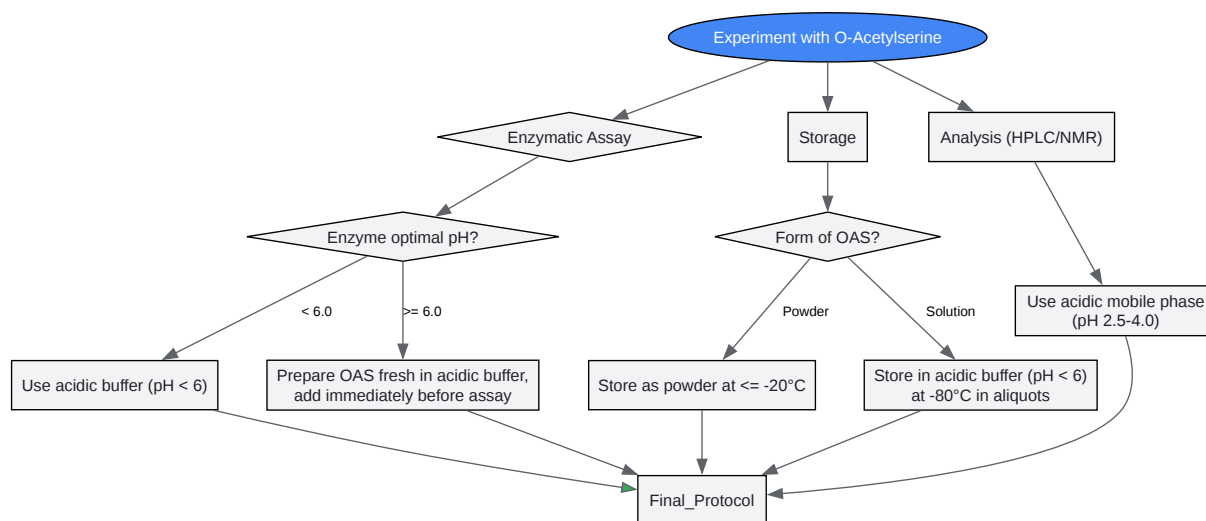 Experiment with O-Acetylserine
Enzymatic Assay
Storage
Analysis (HPLC/NMR)
Enzyme optimal pH?
Form of OAS?
< 6.0
>= 6.0
Powder
Solution
Use acidic mobile phase
(pH 2.5-4.0)
Use acidic buffer (pH < 6)
Prepare OAS fresh in acidic buffer,
add immediately before assay
Store as powder at <= -20°C
Store in acidic buffer (pH < 6)
at -80°C in aliquots
Final_Protocol